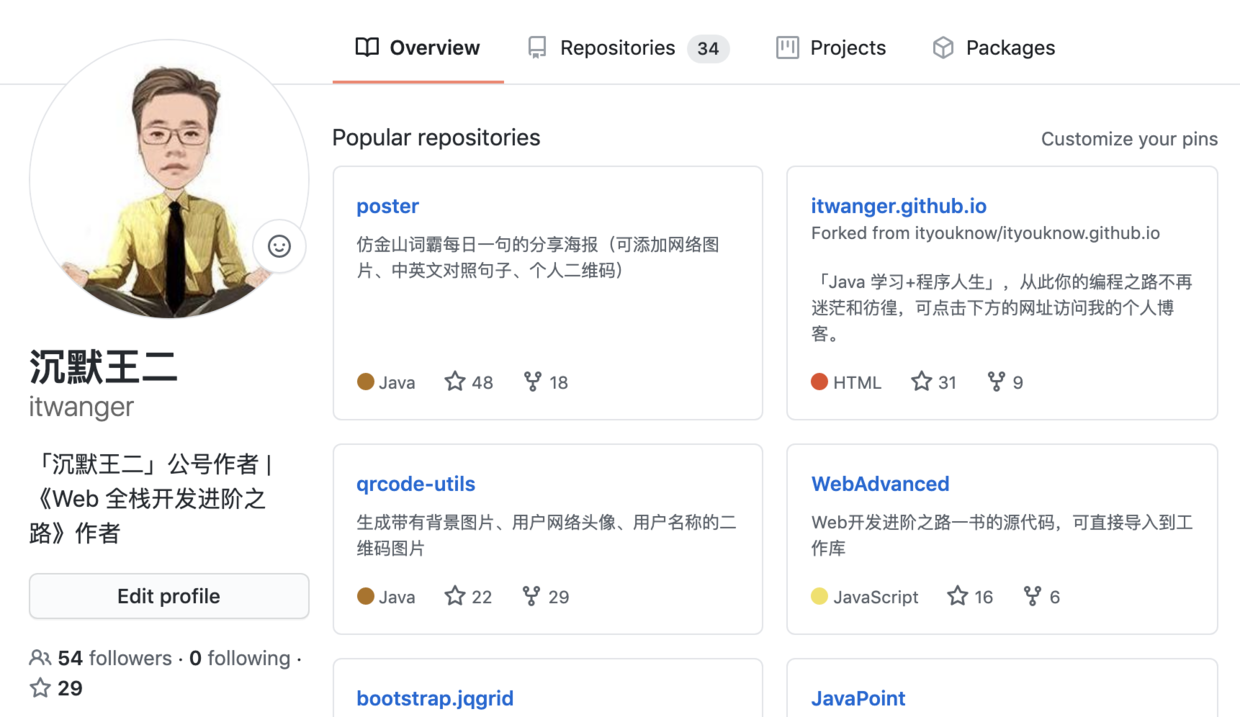 Overview
Repositories 34
Projects
Packages
沉默王二
itwanger
「沉默王二」公号作者 |
《Web 全栈开发进阶之
路》作者
Edit profile
54 followers · 0 following ·
29
Popular repositories
Customize your pins
poster
仿金山词霸每日一句的分享海报（可添加网络图
片、中英文对照句子、个人二维码）
Java 48 18
itwanger.github.io
Forked from ityouknow/ityouknow.github.io
「Java 学习+程序人生」，从此你的编程之路不再
迷茫和彷徨，可点击下方的网址访问我的个人博
客。
HTML 31 9
qrcode-utils
生成带有背景图片、用户网络头像、用户名称的二
维码图片
Java 22 29
WebAdvanced
Web开发进阶之路一书的源代码，可直接导入到工
作库
JavaScript 16 6
bootstrap.jqgrid
JavaPoint